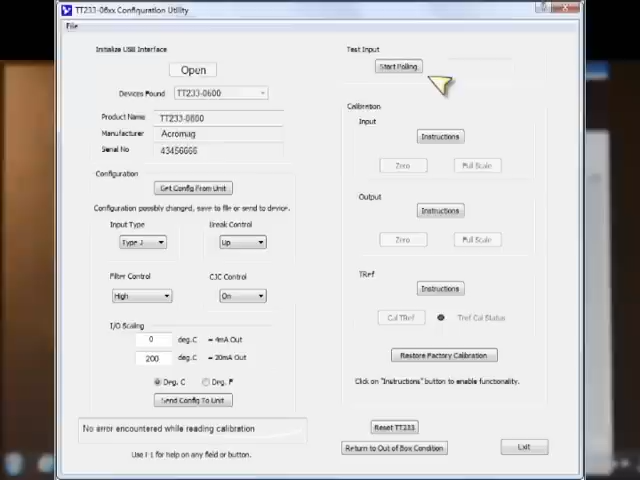 TT233-06xx Configuration Utility
File
Initialize USB Interface
Open
Devices Found TT233-0600
Product Name TT233-0600
Manufacturer Acromag
Serial No 43456666
Configuration
Get Config From Unit
Configuration possibly changed, save to file or send to device.
Input Type Break Control
Type J Up
Filter Control CJC Control
High On
I/O Scaling
0 deg.C = 4mA Out
200 deg.C = 20mA Out
Deg. C Deg. F
Send Config To Unit
No error encountered while reading calibration
Use F1 for help on any field or button.
Test Input
Start Polling
Calibration
Input
Instructions
Zero Full Scale
Output
Instructions
Zero Full Scale
TRef
Instructions
Cal TRef Tref Cal Status
Restore Factory Calibration
Click on "Instructions" button to enable functionality.
Reset TT233
Return to Out of Box Condition
Exit